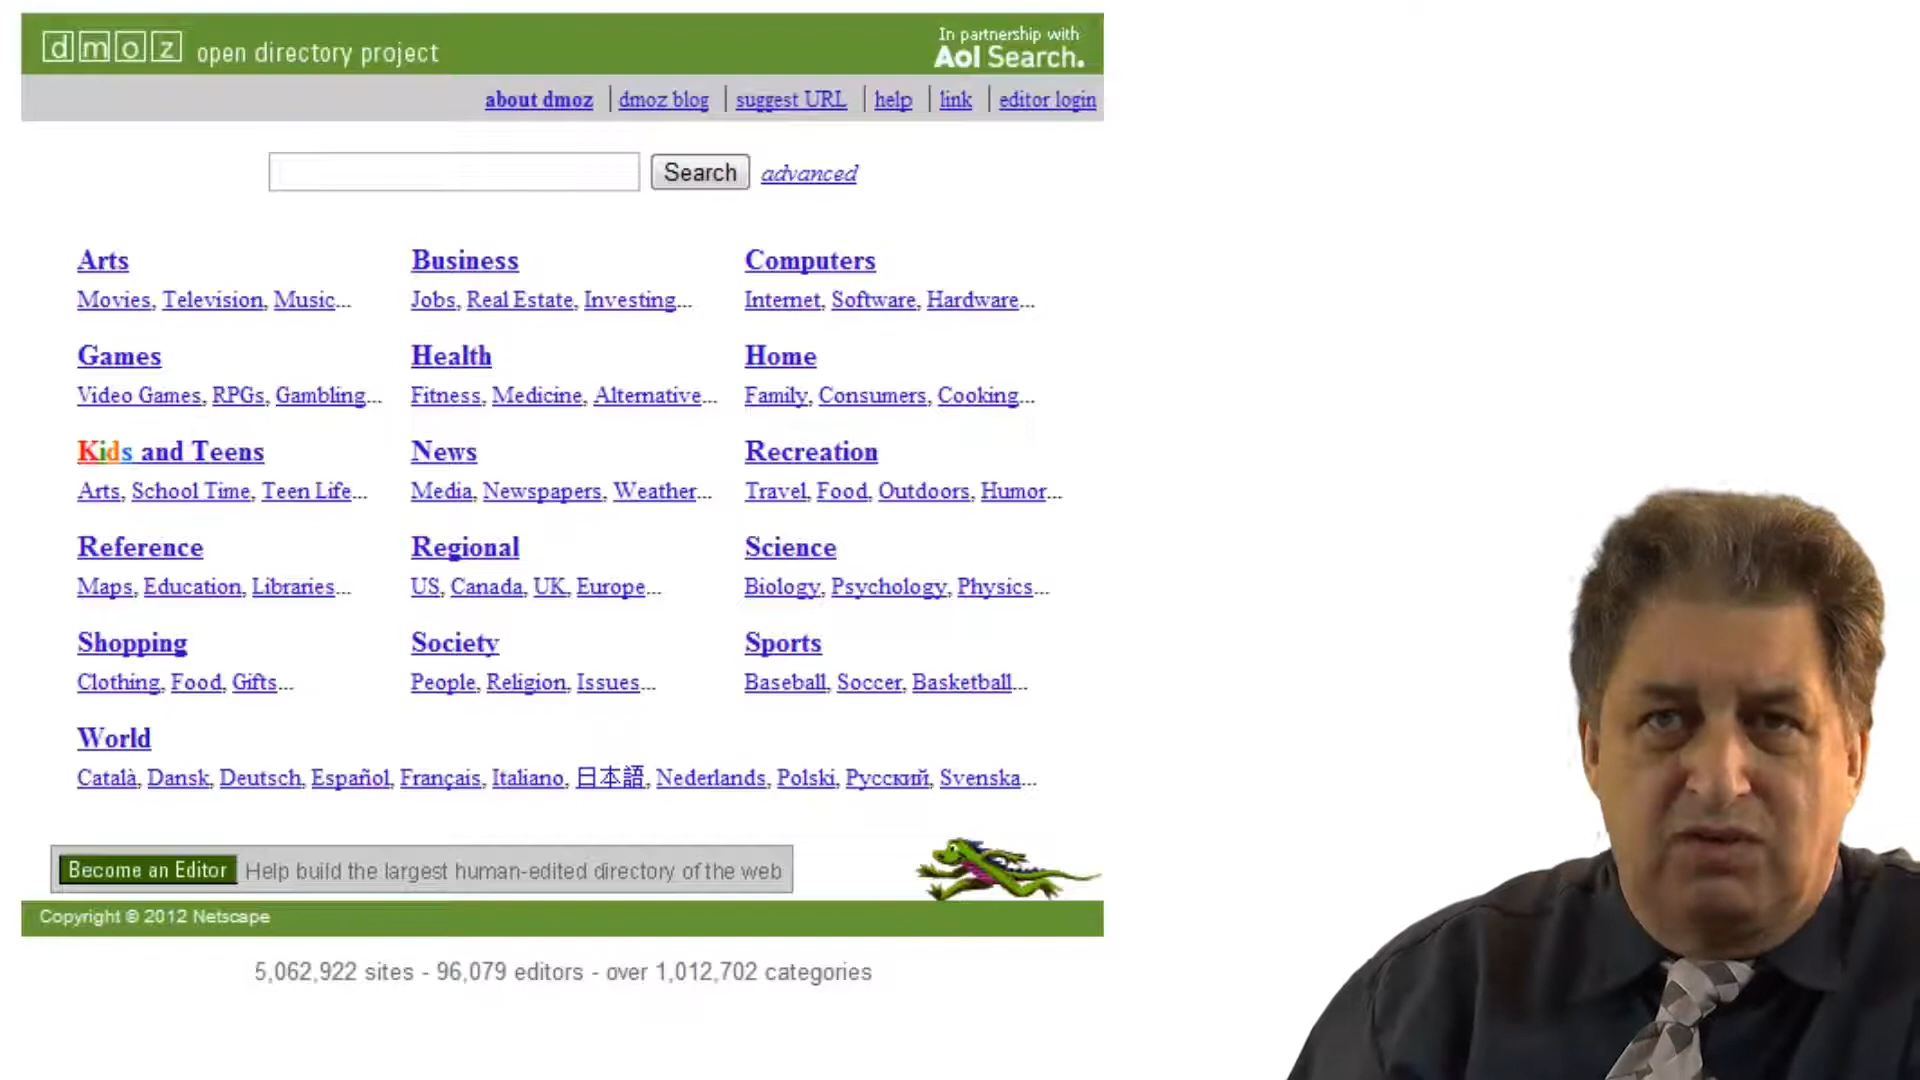 dmoz open directory project
In partnership with
Aol Search.
about dmoz | dmoz blog | suggest URL | help | link | editor login
Search advanced
Arts Business Computers
Movies, Television, Music... Jobs, Real Estate, Investing... Internet, Software, Hardware...
Games Health Home
Video Games, RPGs, Gambling... Fitness, Medicine, Alternative... Family, Consumers, Cooking...
Kids and Teens News Recreation
Arts, School Time, Teen Life... Media, Newspapers, Weather... Travel, Food, Outdoors, Humor...
Reference Regional Science
Maps, Education, Libraries... US, Canada, UK, Europe... Biology, Psychology, Physics...
Shopping Society Sports
Clothing, Food, Gifts... People, Religion, Issues... Baseball, Soccer, Basketball...
World
Català, Dansk, Deutsch, Español, Français, Italiano, 日本語, Nederlands, Polski, Русский, Svenska...
Become an Editor Help build the largest human-edited directory of the web
Copyright © 2012 Netscape
5,062,922 sites - 96,079 editors - over 1,012,702 categories